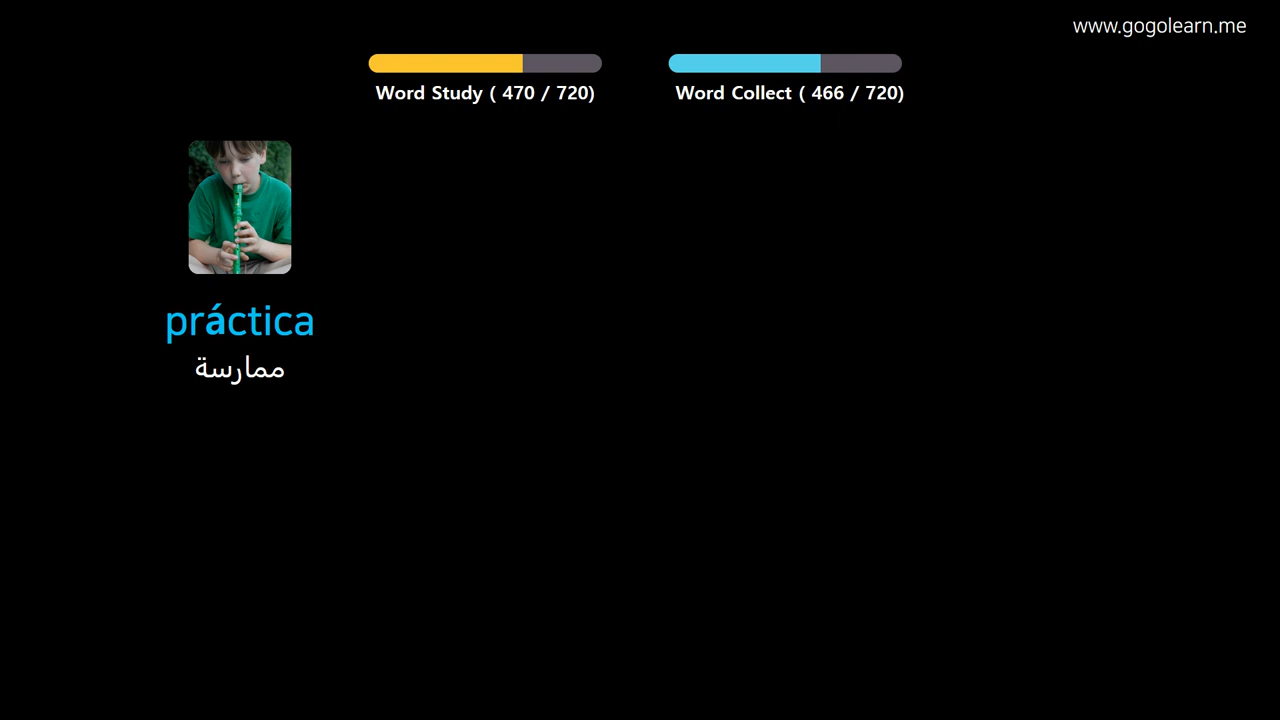 www.gogolearn.me
Word Study ( 470 / 720)
Word Collect ( 466 / 720)
práctica
ممارسة